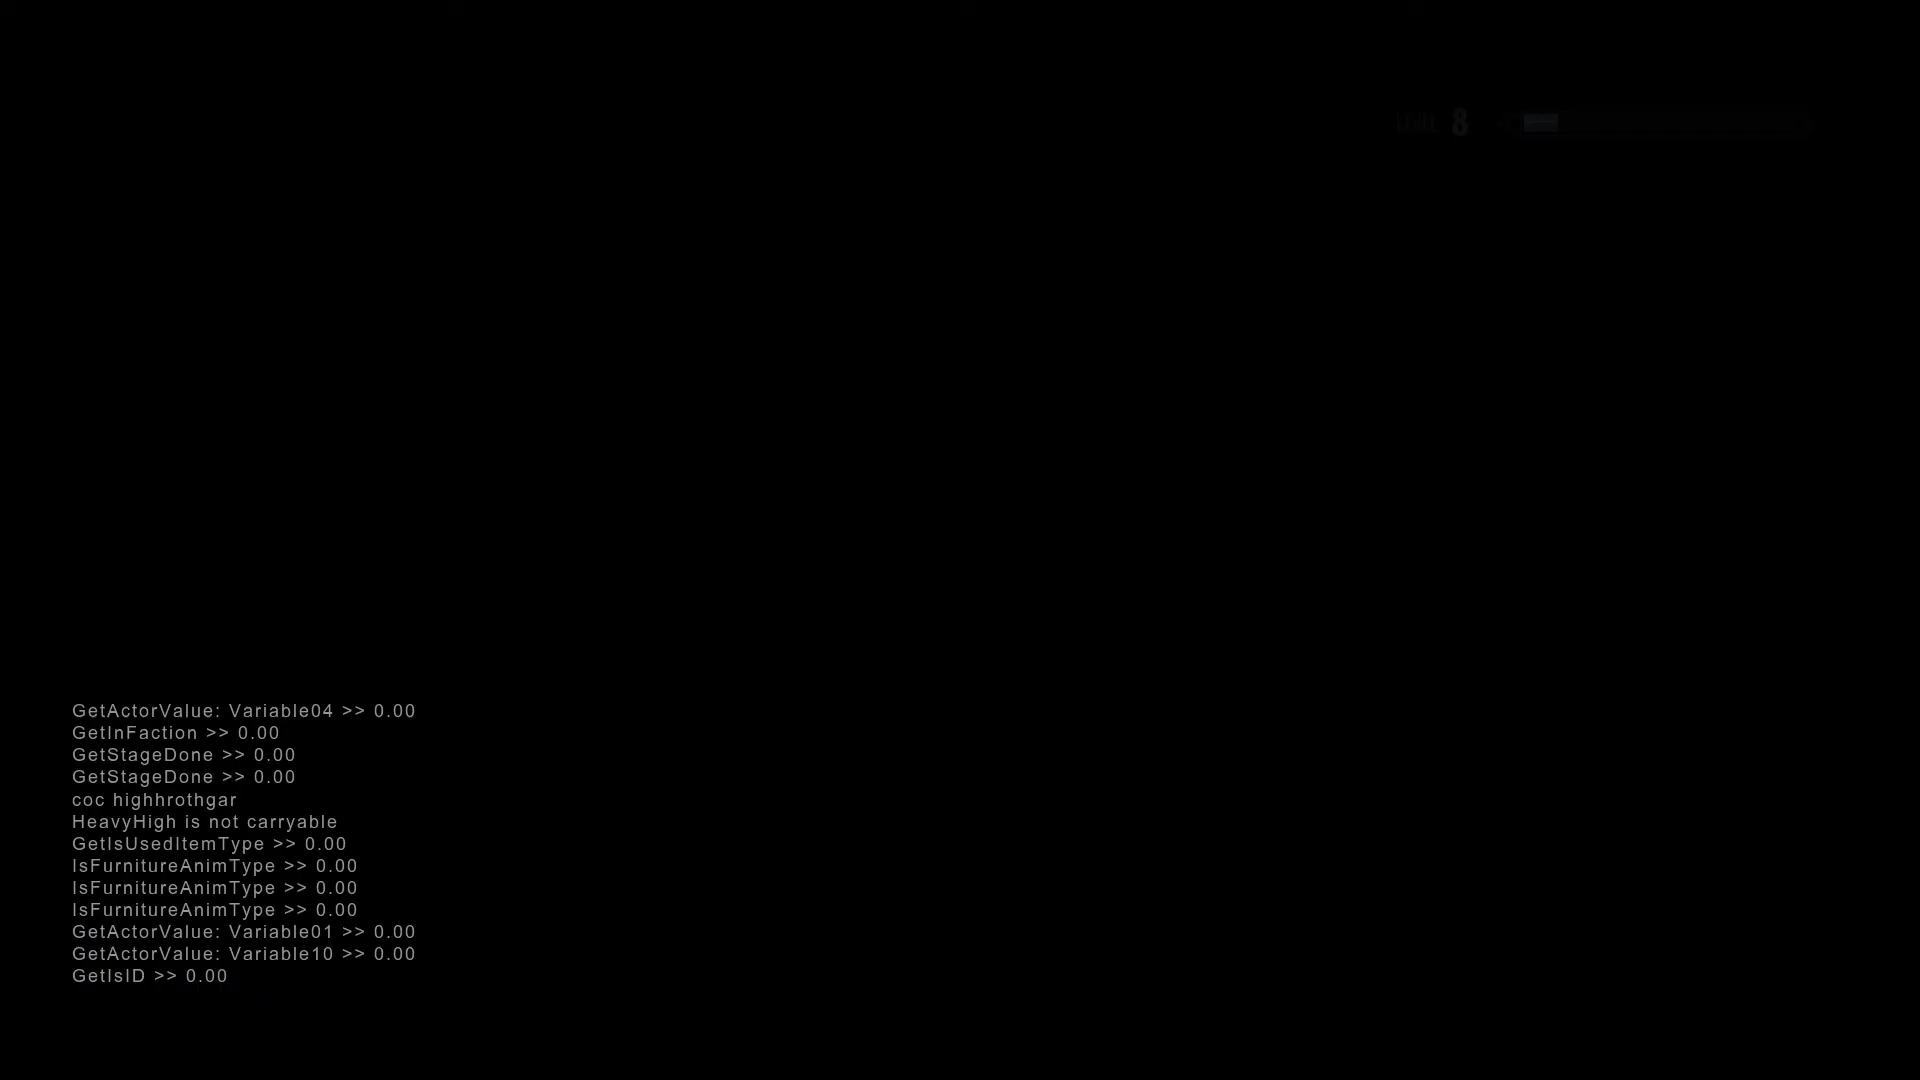 LEVEL 8
GetActorValue: Variable04 >> 0.00
GetInFaction >> 0.00
GetStageDone >> 0.00
GetStageDone >> 0.00
coc highhrothgar
HeavyHigh is not carryable
GetIsUsedItemType >> 0.00
IsFurnitureAnimType >> 0.00
IsFurnitureAnimType >> 0.00
IsFurnitureAnimType >> 0.00
GetActorValue: Variable01 >> 0.00
GetActorValue: Variable10 >> 0.00
GetIsID >> 0.00